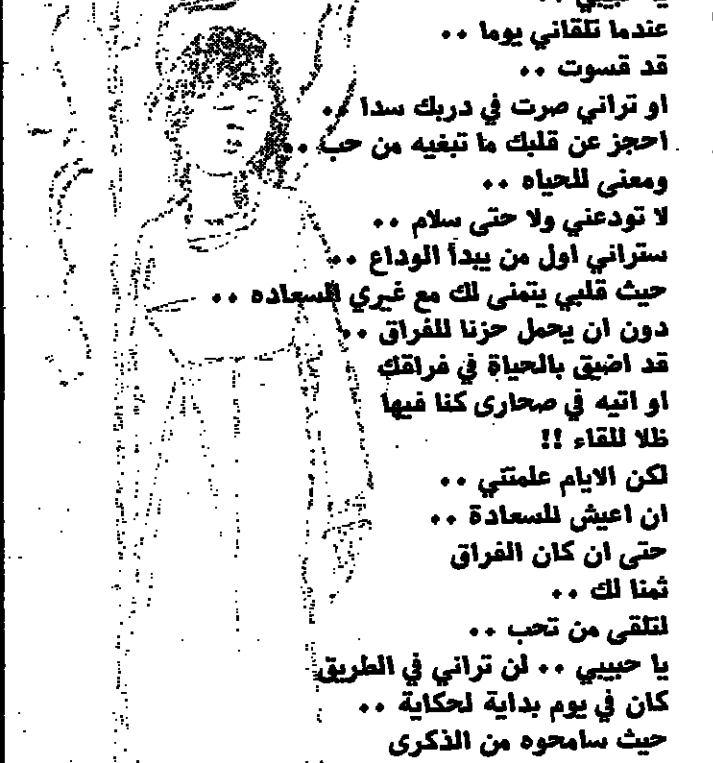 يا حبيبي ..
عندما تلقاني يوما ..
قد قسوت ..
او تراني صرت في دربك سدا ..
احجز عن قلبك ما تبغيه من حب ..
ومعنى للحياه ..
لا تودعني ولا حتى سلام ..
ستراني اول من يبدأ الوداع ..
حيث قلبي يتمنى لك مع غيري للسعاده ..
دون ان يحمل حزنا للفراق ..
قد اضيق بالحياة في فراقك
او اتيه في صحارى كنا فيها
ظلا للقاء !!
لكن الايام علمتني ..
ان اعيش للسعادة ..
حتى ان كان الفراق
ثمنا لك ..
لتلقى من تحب ..
يا حبيبي .. لن تراني في الطريق
كان في يوم بداية لحكاية ..
حيث سامحوه من الذكرى